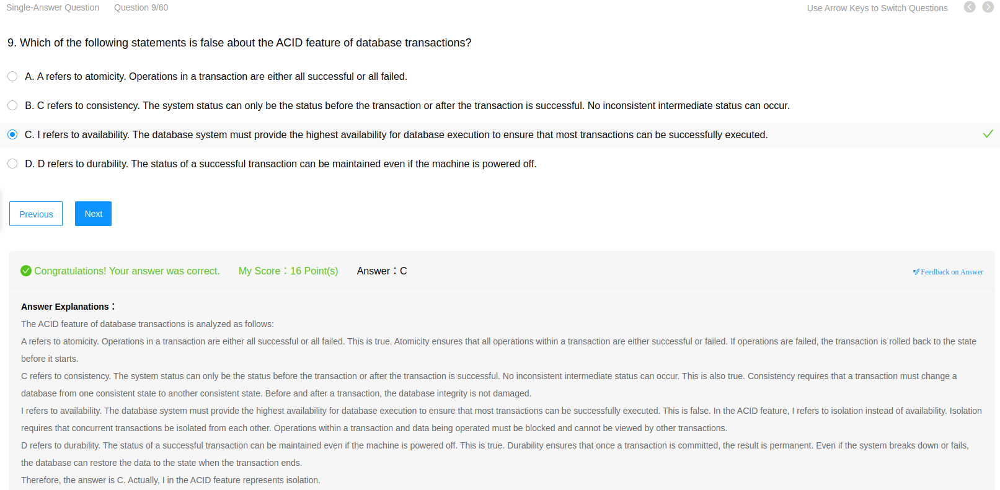 Single-Answer Question Question 9/60 Use Arrow Keys to Switch Questions
9. Which of the following statements is false about the ACID feature of database transactions?
A. A refers to atomicity. Operations in a transaction are either all successful or all failed.
B. C refers to consistency. The system status can only be the status before the transaction or after the transaction is successful. No inconsistent intermediate status can occur.
C. I refers to availability. The database system must provide the highest availability for database execution to ensure that most transactions can be successfully executed.
D. D refers to durability. The status of a successful transaction can be maintained even if the machine is powered off.
Previous Next
Congratulations! Your answer was correct. My Score：16 Point(s) Answer：C Feedback on Answer
Answer Explanations：
The ACID feature of database transactions is analyzed as follows:
A refers to atomicity. Operations in a transaction are either all successful or all failed. This is true. Atomicity ensures that all operations within a transaction are either successful or failed. If operations are failed, the transaction is rolled back to the state
before it starts.
C refers to consistency. The system status can only be the status before the transaction or after the transaction is successful. No inconsistent intermediate status can occur. This is also true. Consistency requires that a transaction must change a
database from one consistent state to another consistent state. Before and after a transaction, the database integrity is not damaged.
I refers to availability. The database system must provide the highest availability for database execution to ensure that most transactions can be successfully executed. This is false. In the ACID feature, I refers to isolation instead of availability. Isolation
requires that concurrent transactions be isolated from each other. Operations within a transaction and data being operated must be blocked and cannot be viewed by other transactions.
D refers to durability. The status of a successful transaction can be maintained even if the machine is powered off. This is true. Durability ensures that once a transaction is committed, the result is permanent. Even if the system breaks down or fails,
the database can restore the data to the state when the transaction ends.
Therefore, the answer is C. Actually, I in the ACID feature represents isolation.